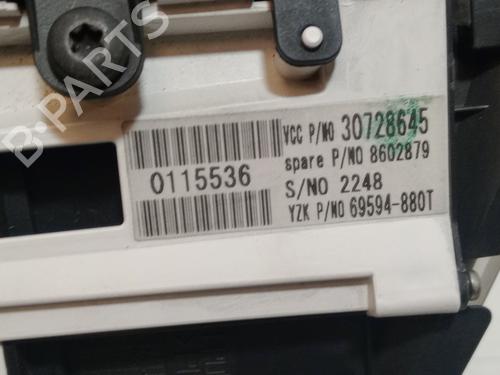 B-PARTS
VCC P/NO 30728645
spare P/NO 8602879
0115536
S/NO 2248
YZK P/NO 69594-880T